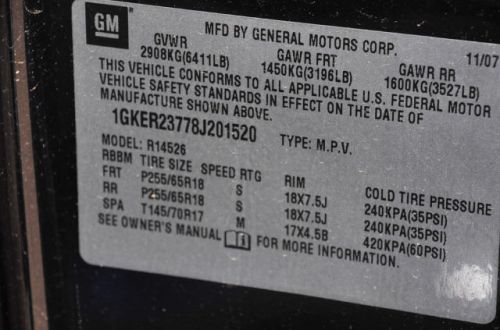 GM
MFD BY GENERAL MOTORS CORP. 11/07
GVWR GAWR FRT GAWR RR
2908KG(6411LB) 1450KG(3196LB) 1600KG(3527LB)
THIS VEHICLE CONFORMS TO ALL APPLICABLE U.S. FEDERAL MOTOR
VEHICLE SAFETY STANDARDS IN EFFECT ON THE DATE OF
MANUFACTURE SHOWN ABOVE.
1GKER23778J201520 TYPE: M.P.V.
MODEL: R14526
RBBM TIRE SIZE SPEED RTG RIM COLD TIRE PRESSURE
FRT P255/65R18 S 18X7.5J 240KPA(35PSI)
RR P255/65R18 S 18X7.5J 240KPA(35PSI)
SPA T145/70R17 M 17X4.5B 420KPA(60PSI)
SEE OWNER'S MANUAL FOR MORE INFORMATION.